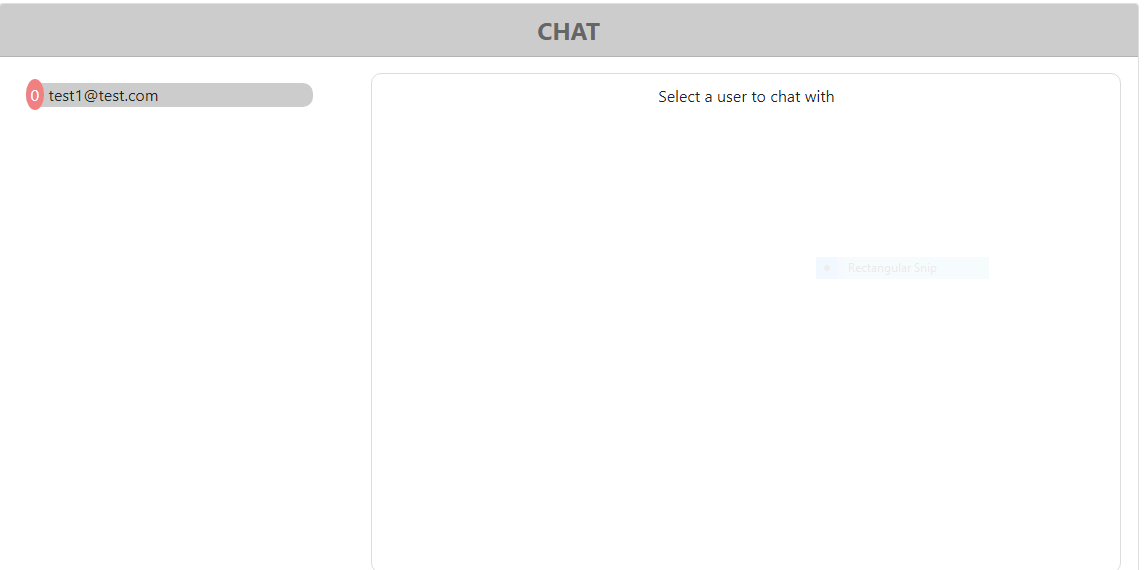 CHAT
0 test1@test.com
Select a user to chat with
Rectangular Snip